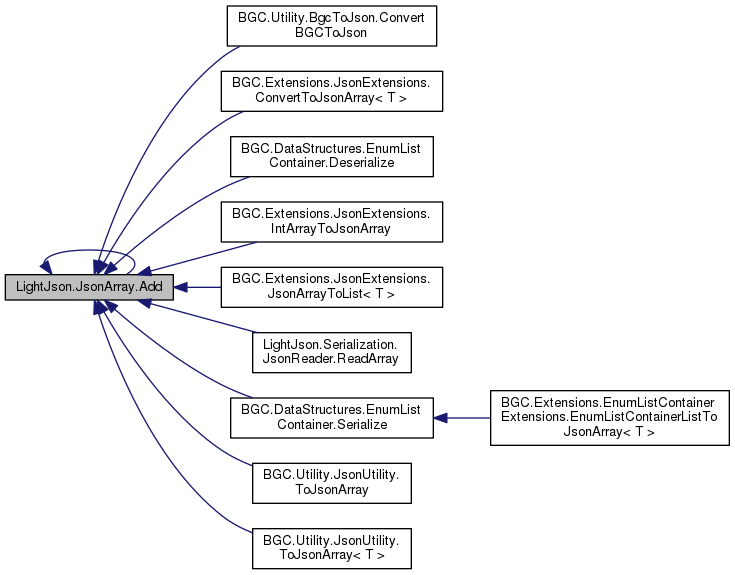 BGC.Utility.BgcToJson.Convert
BGCToJson
BGC.Extensions.JsonExtensions.
ConvertToJsonArray< T >
BGC.DataStructures.EnumList
Container.Deserialize
BGC.Extensions.JsonExtensions.
IntArrayToJsonArray
LightJson.JsonArray.Add
BGC.Extensions.JsonExtensions.
JsonArrayToList< T >
LightJson.Serialization.
JsonReader.ReadArray
BGC.DataStructures.EnumList
Container.Serialize
BGC.Extensions.EnumListContainer
Extensions.EnumListContainerListTo
JsonArray< T >
BGC.Utility.JsonUtility.
ToJsonArray
BGC.Utility.JsonUtility.
ToJsonArray< T >